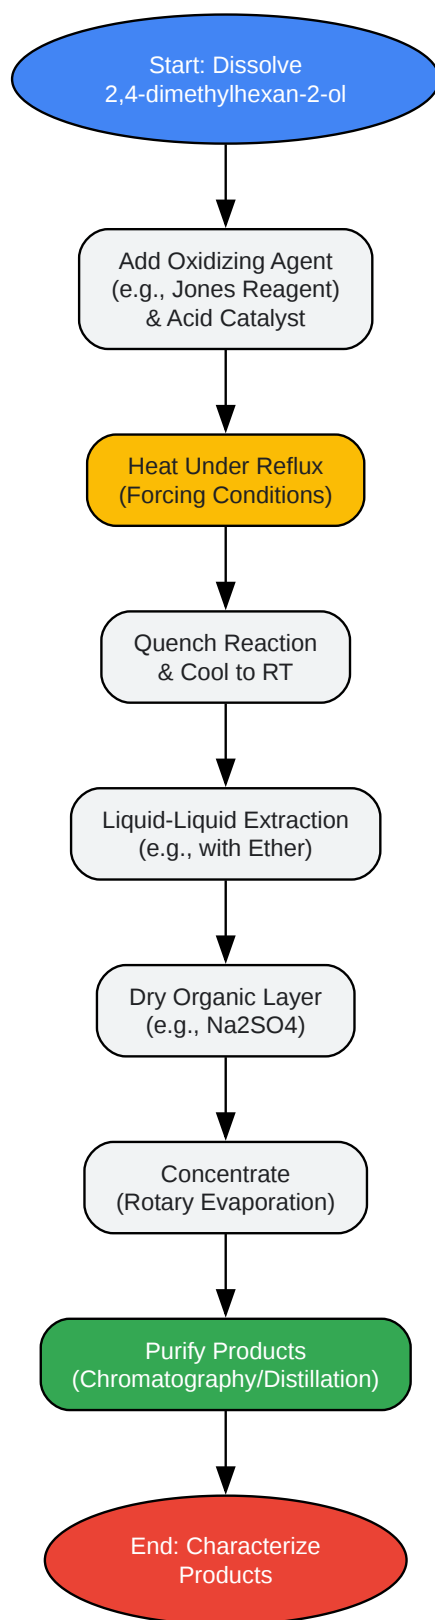 Start: Dissolve
2,4-dimethylhexan-2-ol
Add Oxidizing Agent
(e.g., Jones Reagent)
& Acid Catalyst
Heat Under Reflux
(Forcing Conditions)
Quench Reaction
& Cool to RT
Liquid-Liquid Extraction
(e.g., with Ether)
Dry Organic Layer
(e.g., Na2SO4)
Concentrate
(Rotary Evaporation)
Purify Products
(Chromatography/Distillation)
End: Characterize
Products